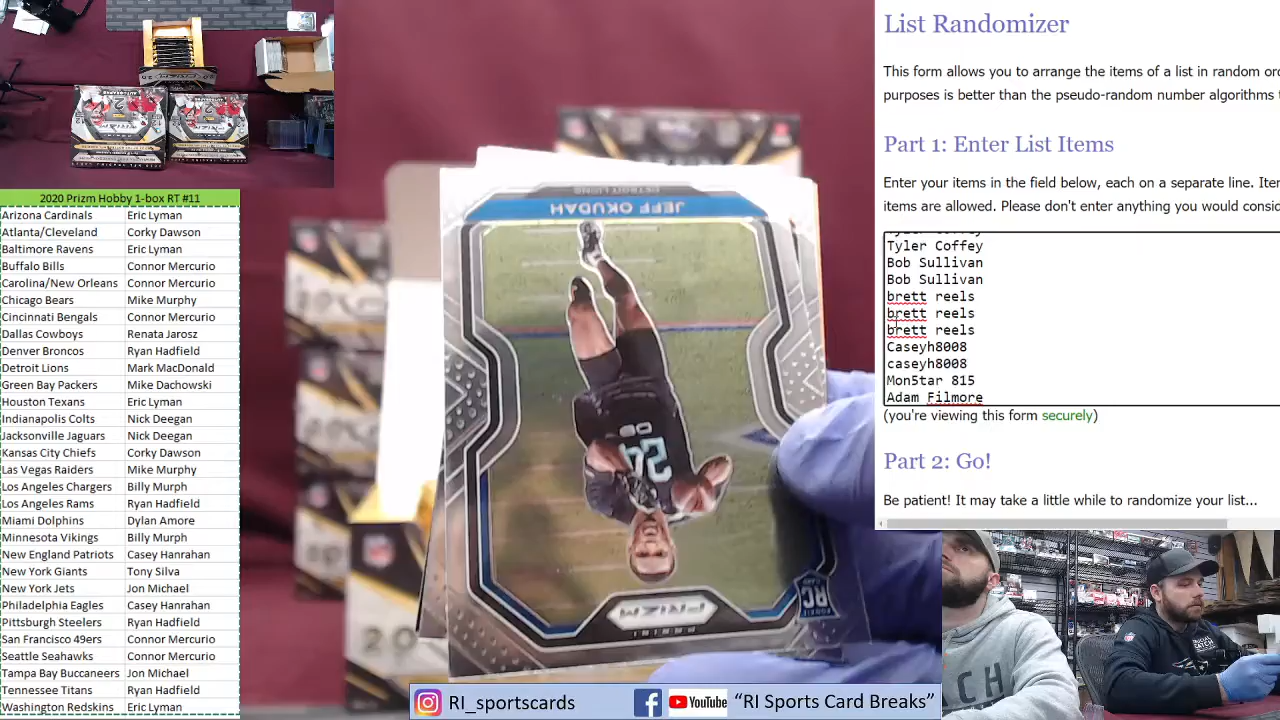 2020 Prizm Hobby 1-box RT #11
Arizona Cardinals Eric Lyman
Atlanta/Cleveland Corky Dawson
Baltimore Ravens Eric Lyman
Buffalo Bills Connor Mercurio
Carolina/New Orleans Connor Mercurio
Chicago Bears Mike Murphy
Cincinnati Bengals Connor Mercurio
Dallas Cowboys Renata Jarosz
Denver Broncos Ryan Hadfield
Detroit Lions Mark MacDonald
Green Bay Packers Mike Dachowski
Houston Texans Eric Lyman
Indianapolis Colts Nick Deegan
Jacksonville Jaguars Nick Deegan
Kansas City Chiefs Corky Dawson
Las Vegas Raiders Mike Murphy
Los Angeles Chargers Billy Murph
Los Angeles Rams Ryan Hadfield
Miami Dolphins Dylan Amore
Minnesota Vikings Billy Murph
New England Patriots Casey Hanrahan
New York Giants Tony Silva
New York Jets Jon Michael
Philadelphia Eagles Casey Hanrahan
Pittsburgh Steelers Ryan Hadfield
San Francisco 49ers Connor Mercurio
Seattle Seahawks Connor Mercurio
Tampa Bay Buccaneers Jon Michael
Tennessee Titans Ryan Hadfield
Washington Redskins Eric Lyman
DETROIT LIONS
JEFF OKUDAH
24
RC
ROOKIE CARD
PRIZM
PANINI
RI_sportscards
YouTube "RI Sports Card Breaks"
List Randomizer
This form allows you to arrange the items of a list in random or
purposes is better than the pseudo-random number algorithms
Part 1: Enter List Items
Enter your items in the field below, each on a separate line. Iter
items are allowed. Please don't enter anything you would consid
Tyler Coffey
Tyler Coffey
Bob Sullivan
Bob Sullivan
brett reels
brett reels
brett reels
Caseyh8008
caseyh8008
Mon5tar 815
Adam Filmore
(you're viewing this form securely)
Part 2: Go!
Be patient! It may take a little while to randomize your list...